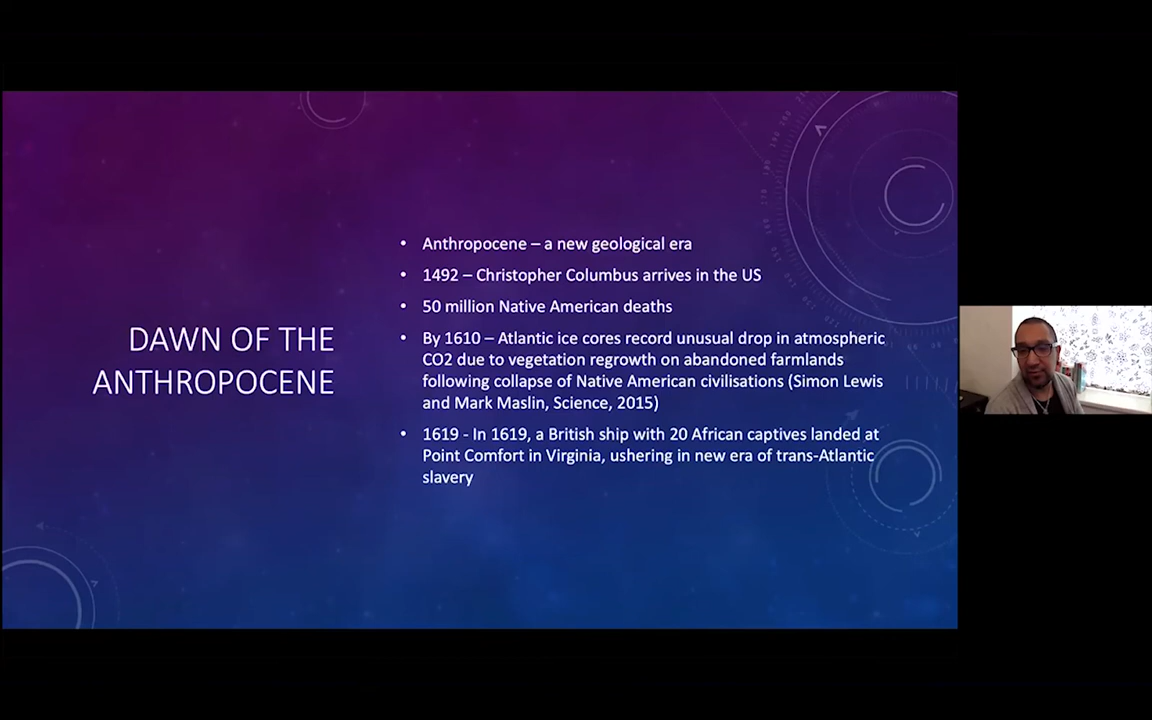 DAWN OF THE
ANTHROPOCENE
• Anthropocene – a new geological era
• 1492 – Christopher Columbus arrives in the US
• 50 million Native American deaths
• By 1610 – Atlantic ice cores record unusual drop in atmospheric
CO2 due to vegetation regrowth on abandoned farmlands
following collapse of Native American civilisations (Simon Lewis
and Mark Maslin, Science, 2015)
• 1619 - In 1619, a British ship with 20 African captives landed at
Point Comfort in Virginia, ushering in new era of trans-Atlantic
slavery